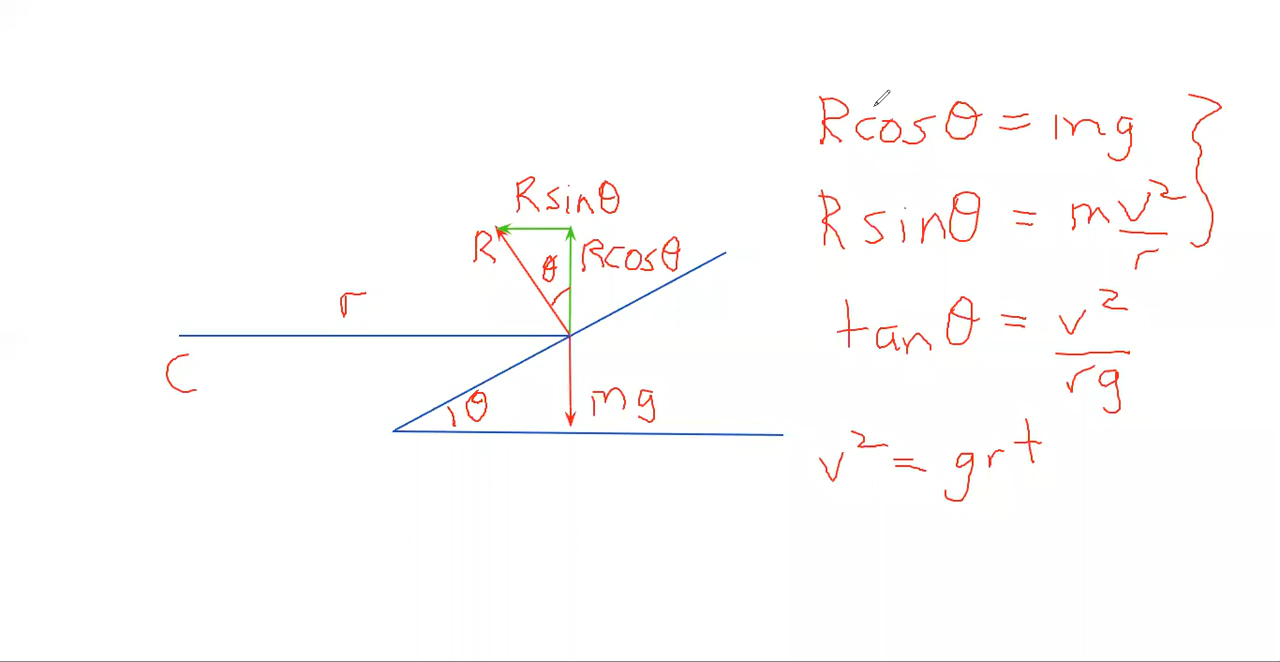 Rcosθ = mg
Rsinθ = mv²/r
tanθ = v²/rg
v² = grt
Rsinθ
R
θ
Rcosθ
r
C
θ
mg